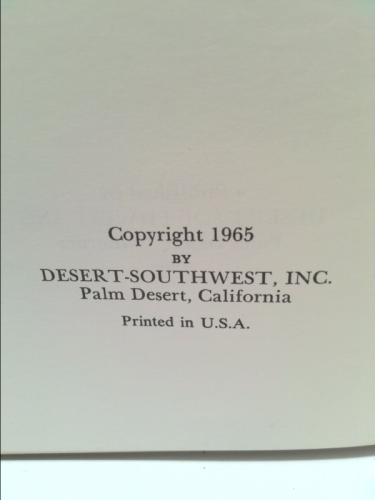 Copyright 1965
BY
DESERT-SOUTHWEST, INC.
Palm Desert, California
Printed in U.S.A.